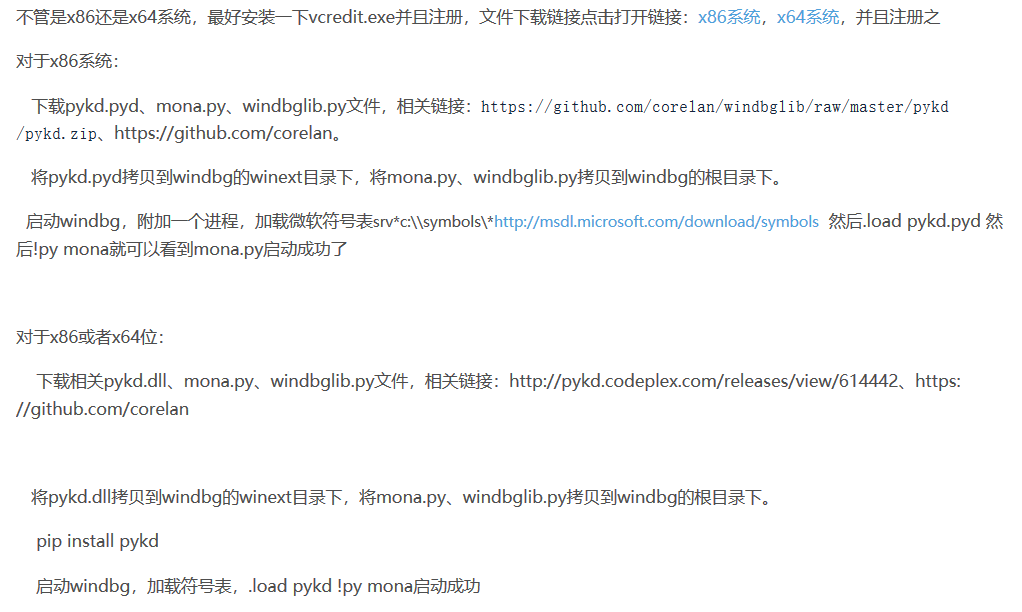 不管是x86还是x64系统，最好安装一下vcredit.exe并且注册，文件下载链接点击打开链接：x86系统，x64系统，并且注册之
对于x86系统：
下载pykd.pyd、mona.py、windbglib.py文件，相关链接：https://github.com/corelan/windbglib/raw/master/pykd
/pykd.zip、https://github.com/corelan。
将pykd.pyd拷贝到windbg的winext目录下，将mona.py、windbglib.py拷贝到windbg的根目录下。
启动windbg，附加一个进程，加载微软符号表srv*c:\\symbols\*http://msdl.microsoft.com/download/symbols 然后.load pykd.pyd 然
后!py mona就可以看到mona.py启动成功了
对于x86或者x64位：
下载相关pykd.dll、mona.py、windbglib.py文件，相关链接：http://pykd.codeplex.com/releases/view/614442、https:
//github.com/corelan
将pykd.dll拷贝到windbg的winext目录下，将mona.py、windbglib.py拷贝到windbg的根目录下。
pip install pykd
启动windbg，加载符号表，.load pykd !py mona启动成功